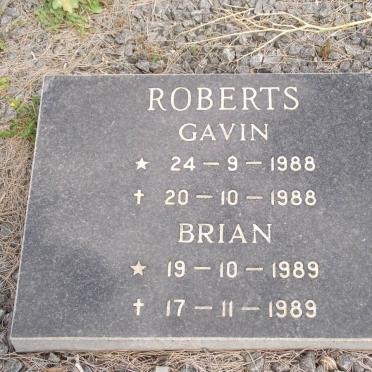 ROBERTS
GAVIN
★ 24 – 9 – 1988
✝ 20 – 10 – 1988
BRIAN
★ 19 – 10 – 1989
✝ 17 – 11 – 1989